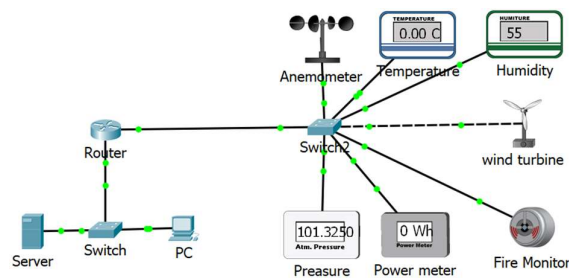 TEMPERATURE
0.00 C
HUMITURE
55
Anemometer
Temperature
Humidity
Router
Switch2
wind turbine
101.3250
Atm. Pressure
0 Wh
Power Meter
Server
Switch
PC
Preasure
Power meter
Fire Monitor